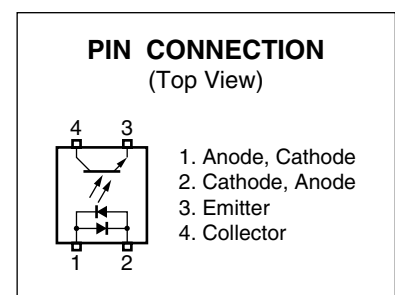 PIN CONNECTION
(Top View)
4 3
1. Anode, Cathode
2. Cathode, Anode
3. Emitter
4. Collector
1 2